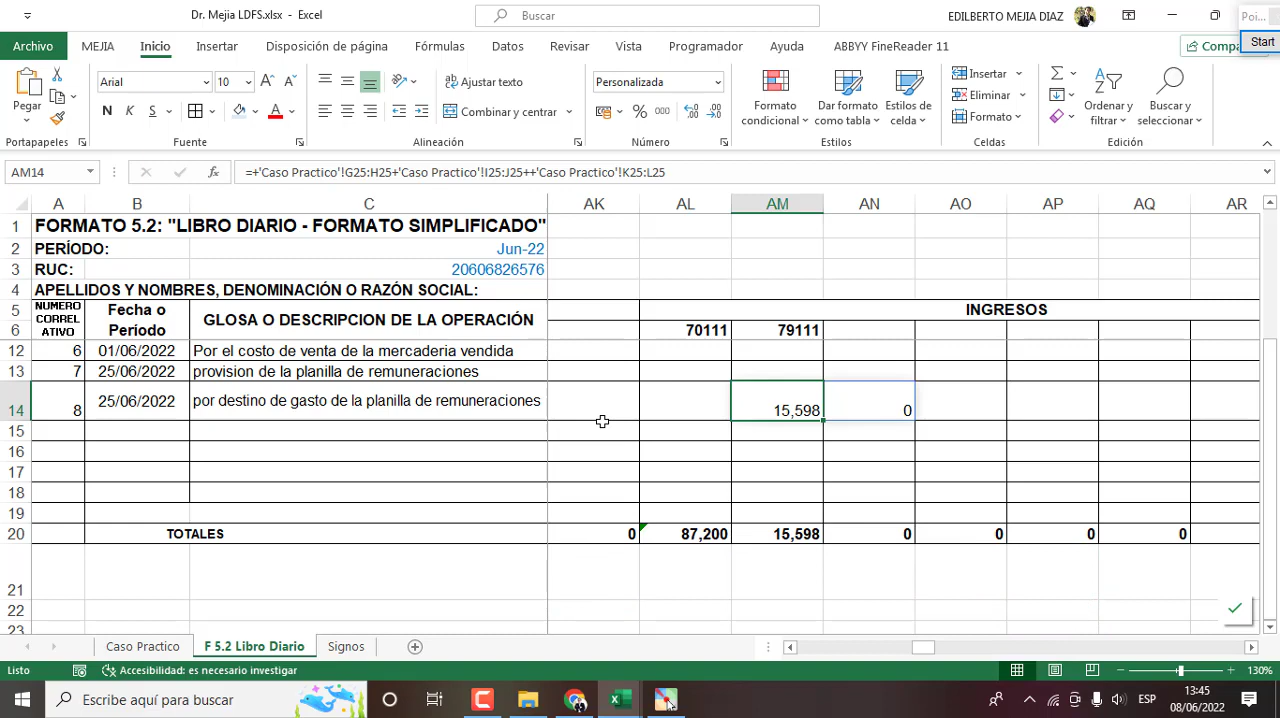 Dr. Mejia LDFS.xlsx - Excel
Buscar
EDILBERTO MEJIA DIAZ
Poi...
Archivo MEJIA Inicio Insertar Disposición de página Fórmulas Datos Revisar Vista Programador Ayuda ABBYY FineReader 11
Start
Pegar
Arial 10
N K S
Ajustar texto
Combinar y centrar
Personalizada
% 000
Formato condicional
Dar formato como tabla
Estilos de celda
Insertar
Eliminar
Formato
Ordenar y filtrar
Buscar y seleccionar
Portapapeles Fuente Alineación Número Estilos Celdas Edición
AM14 fx =+'Caso Practico'!G25:H25+'Caso Practico'!I25:J25++'Caso Practico'!K25:L25
A B C AK AL AM AN AO AP AQ AR
1 FORMATO 5.2: "LIBRO DIARIO - FORMATO SIMPLIFICADO"
2 PERÍODO: Jun-22
3 RUC: 20606826576
4 APELLIDOS Y NOMBRES, DENOMINACIÓN O RAZÓN SOCIAL:
5 NUMERO CORREL ATIVO Fecha o Período GLOSA O DESCRIPCION DE LA OPERACIÓN INGRESOS
6 70111 79111
12 6 01/06/2022 Por el costo de venta de la mercaderia vendida
13 7 25/06/2022 provision de la planilla de remuneraciones
14 8 25/06/2022 por destino de gasto de la planilla de remuneraciones 15,598 0
15
16
17
18
19
20 TOTALES 0 87,200 15,598 0 0 0 0
21
22
23
Caso Practico F 5.2 Libro Diario Signos
Listo Accesibilidad: es necesario investigar 130%
Escribe aquí para buscar
ESP
13:45
08/06/2022